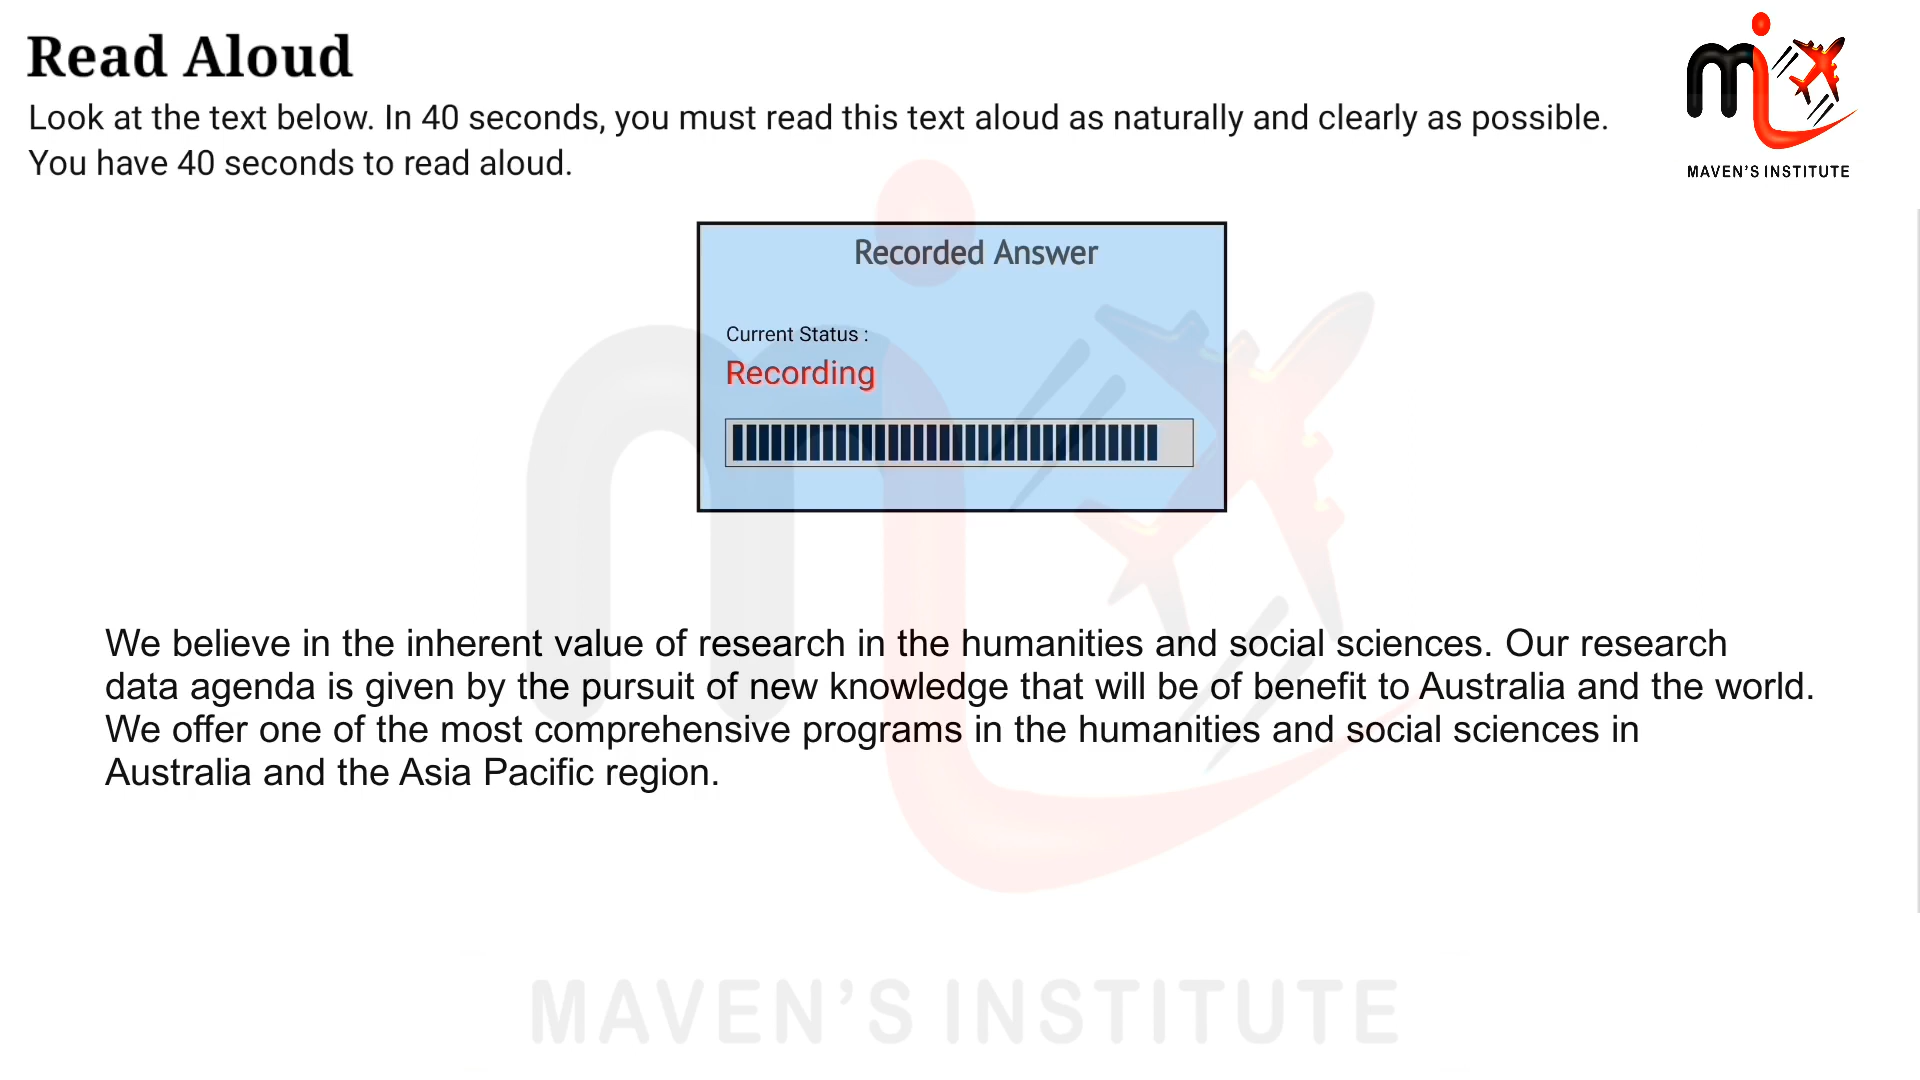 Read Aloud
Look at the text below. In 40 seconds, you must read this text aloud as naturally and clearly as possible.
You have 40 seconds to read aloud.
MAVEN'S INSTITUTE
Recorded Answer
Current Status :
Recording
We believe in the inherent value of research in the humanities and social sciences. Our research
data agenda is given by the pursuit of new knowledge that will be of benefit to Australia and the world.
We offer one of the most comprehensive programs in the humanities and social sciences in
Australia and the Asia Pacific region.
MAVEN'S INSTITUTE